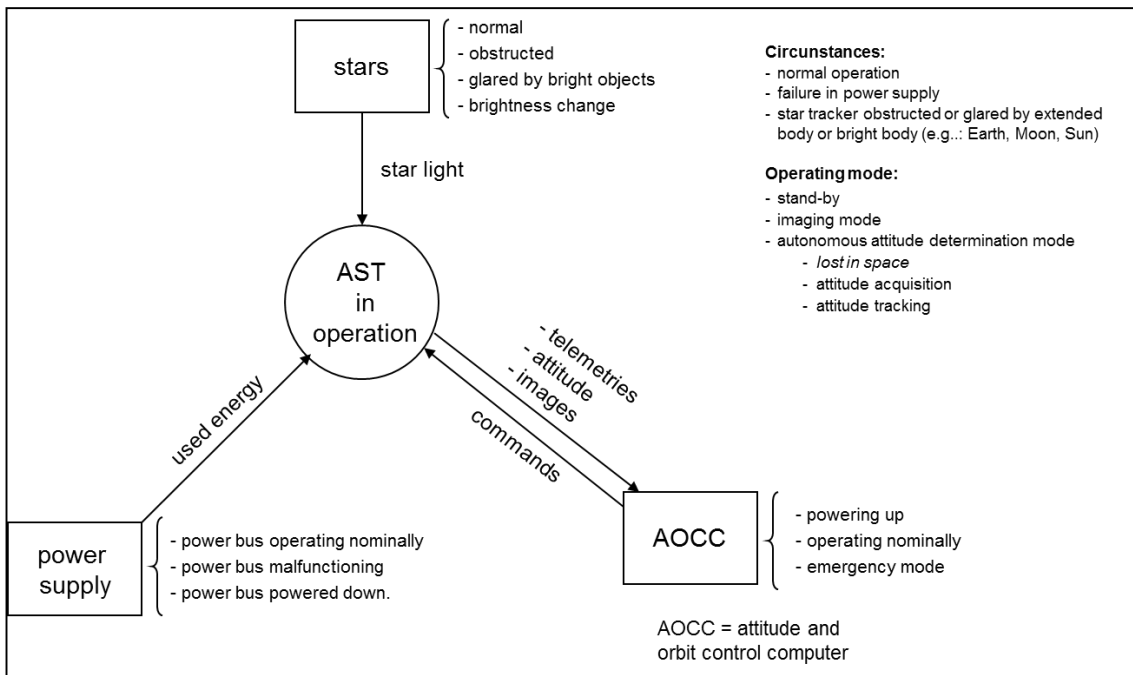 stars
- normal
- obstructed
- glared by bright objects
- brightness change
Circunstances:
- normal operation
- failure in power supply
- star tracker obstructed or glared by extended
body or bright body (e.g..: Earth, Moon, Sun)
Operating mode:
- stand-by
- imaging mode
- autonomous attitude determination mode
- lost in space
- attitude acquisition
- attitude tracking
star light
AST
in
operation
used energy
- telemetries
- attitude
- images
commands
power
supply
- power bus operating nominally
- power bus malfunctioning
- power bus powered down.
AOCC
- powering up
- operating nominally
- emergency mode
AOCC = attitude and
orbit control computer